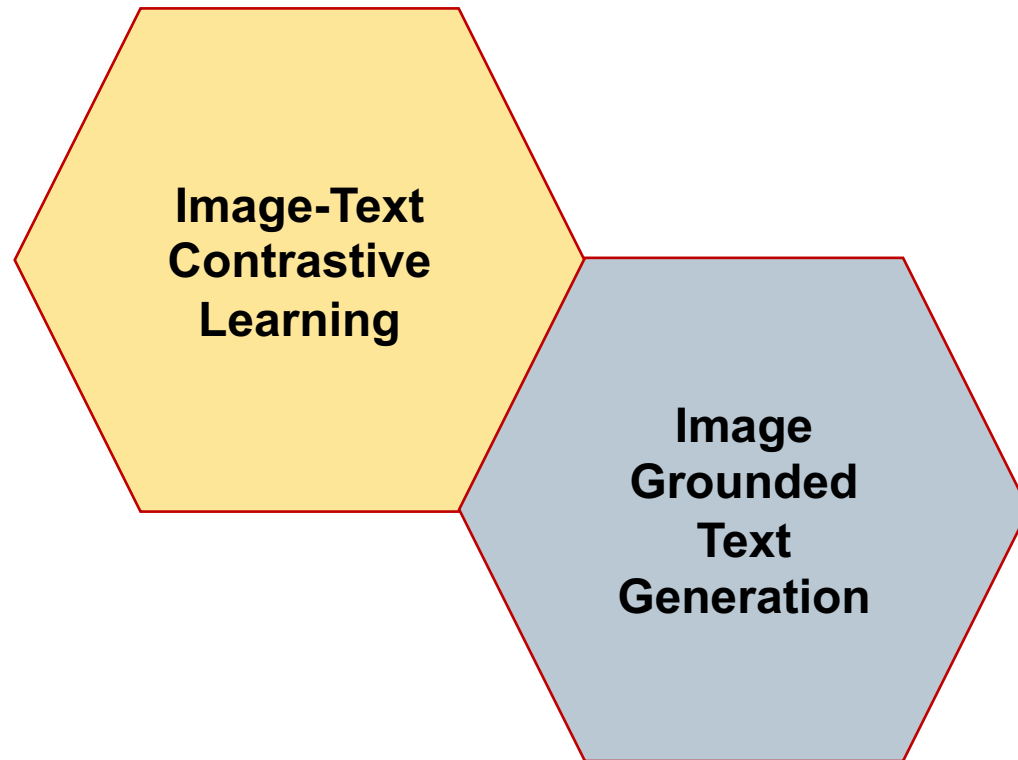 Image-Text
Contrastive
Learning
Image
Grounded
Text
Generation